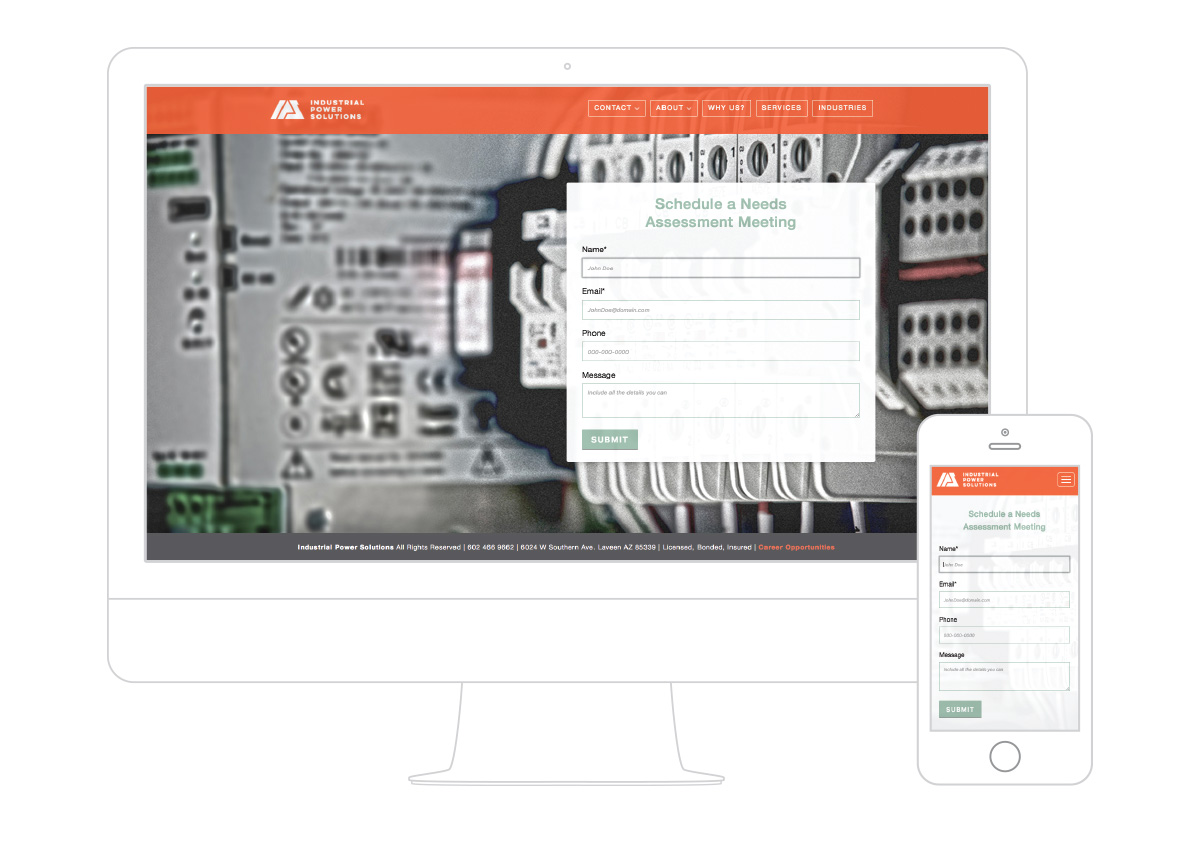 INDUSTRIAL
POWER
SOLUTIONS
CONTACT
ABOUT
WHY US?
SERVICES
INDUSTRIES
Schedule a Needs
Assessment Meeting
Name*
John Doe
Email*
JohnDoe@domain.com
Phone
000-000-0000
Message
Include all the details you can
SUBMIT
Industrial Power Solutions All Rights Reserved | 602 466 9662 | 6024 W Southern Ave. Laveen AZ 85339 | Licensed, Bonded, Insured | Career Opportunities
INDUSTRIAL
POWER
SOLUTIONS
Schedule a Needs
Assessment Meeting
Name*
John Doe
Email*
JohnDoe@domain.com
Phone
000-000-0000
Message
Include all the details you can
SUBMIT